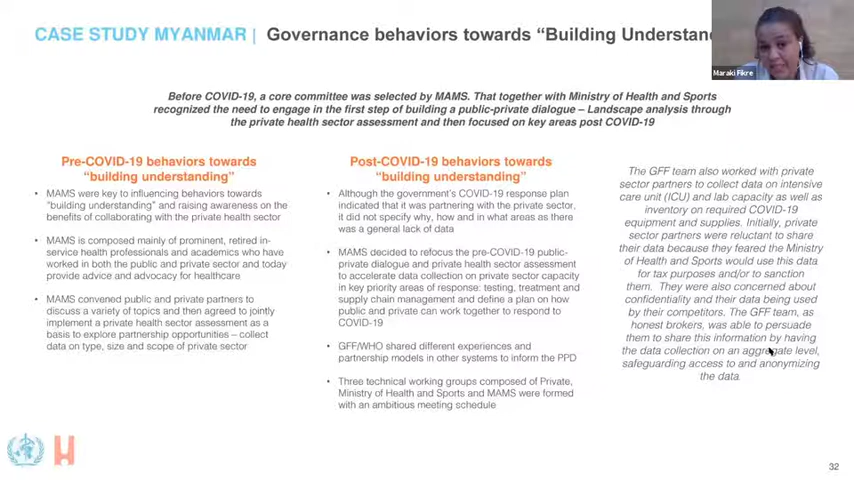 CASE STUDY MYANMAR | Governance behaviors towards “Building Understand
Maraki Fikre
Before COVID-19, a core committee was selected by MAMS. That together with Ministry of Health and Sports
recognized the need to engage in the first step of building a public-private dialogue – Landscape analysis through
the private health sector assessment and then focused on key areas post COVID-19
Pre-COVID-19 behaviors towards
“building understanding”
• MAMS were key to influencing behaviors towards
“building understanding” and raising awareness on the
benefits of collaborating with the private health sector
• MAMS is composed mainly of prominent, retired in-
service health professionals and academics who have
worked in both the public and private sector and today
provide advice and advocacy for healthcare
• MAMS convened public and private partners to
discuss a variety of topics and then agreed to jointly
implement a private health sector assessment as a
basis to explore partnership opportunities – collect
data on type, size and scope of private sector
Post-COVID-19 behaviors towards
“building understanding”
• Although the government’s COVID-19 response plan
indicated that it was partnering with the private sector,
it did not specify why, how and in what areas as there
was a general lack of data
• MAMS decided to refocus the pre-COVID-19 public-
private dialogue and private health sector assessment
to accelerate data collection on private sector capacity
in key priority areas of response: testing, treatment and
supply chain management and define a plan on how
public and private can work together to respond to
COVID-19
• GFF/WHO shared different experiences and
partnership models in other systems to inform the PPD
• Three technical working groups composed of Private,
Ministry of Health and Sports and MAMS were formed
with an ambitious meeting schedule
The GFF team also worked with private
sector partners to collect data on intensive
care unit (ICU) and lab capacity as well as
inventory on required COVID-19
equipment and supplies. Initially, private
sector partners were reluctant to share
their data because they feared the Ministry
of Health and Sports would use this data
for tax purposes and/or to sanction
them. They were also concerned about
confidentiality and their data being used
by their competitors. The GFF team, as
honest brokers, was able to persuade
them to share this information by having
the data collection on an aggregate level,
safeguarding access to and anonymizing
the data
32